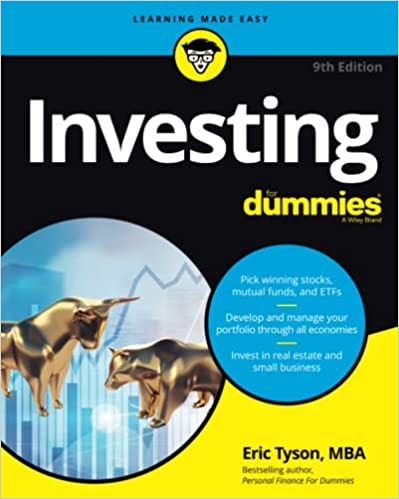 LEARNING MADE EASY
9th Edition
Investing
for
dummies®
A Wiley Brand
Pick winning stocks,
mutual funds, and ETFs
Develop and manage your
portfolio through all economies
Invest in real estate and
small business
Eric Tyson, MBA
Bestselling author,
Personal Finance For Dummies